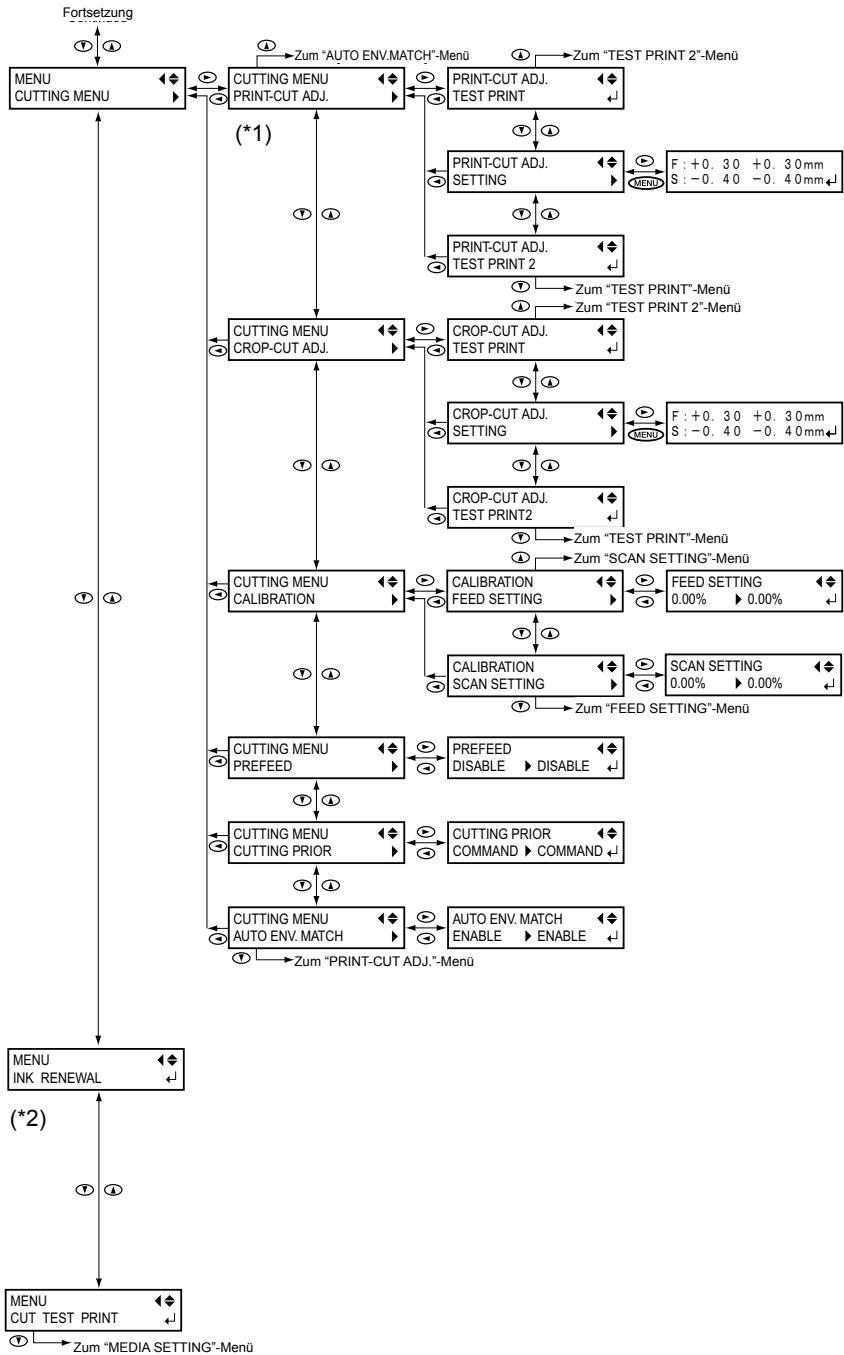 Fortsetzung
Zum "AUTO ENV.MATCH"-Menü
Zum "TEST PRINT 2"-Menü
MENU
CUTTING MENU
CUTTING MENU
PRINT-CUT ADJ.
PRINT-CUT ADJ.
TEST PRINT
(*1)
PRINT-CUT ADJ.
SETTING
MENU
F:+0. 30 +0. 30mm
S:-0. 40 -0. 40mm
PRINT-CUT ADJ.
TEST PRINT 2
Zum "TEST PRINT"-Menü
Zum "TEST PRINT 2"-Menü
CUTTING MENU
CROP-CUT ADJ.
CROP-CUT ADJ.
TEST PRINT
CROP-CUT ADJ.
SETTING
MENU
F:+0. 30 +0. 30mm
S:-0. 40 -0. 40mm
CROP-CUT ADJ.
TEST PRINT2
Zum "TEST PRINT"-Menü
Zum "SCAN SETTING"-Menü
CUTTING MENU
CALIBRATION
CALIBRATION
FEED SETTING
FEED SETTING
0.00% 0.00%
CALIBRATION
SCAN SETTING
SCAN SETTING
0.00% 0.00%
Zum "FEED SETTING"-Menü
CUTTING MENU
PREFEED
PREFEED
DISABLE DISABLE
CUTTING MENU
CUTTING PRIOR
CUTTING PRIOR
COMMAND COMMAND
CUTTING MENU
AUTO ENV. MATCH
AUTO ENV. MATCH
ENABLE ENABLE
Zum "PRINT-CUT ADJ."-Menü
MENU
INK RENEWAL
(*2)
MENU
CUT TEST PRINT
Zum "MEDIA SETTING"-Menü